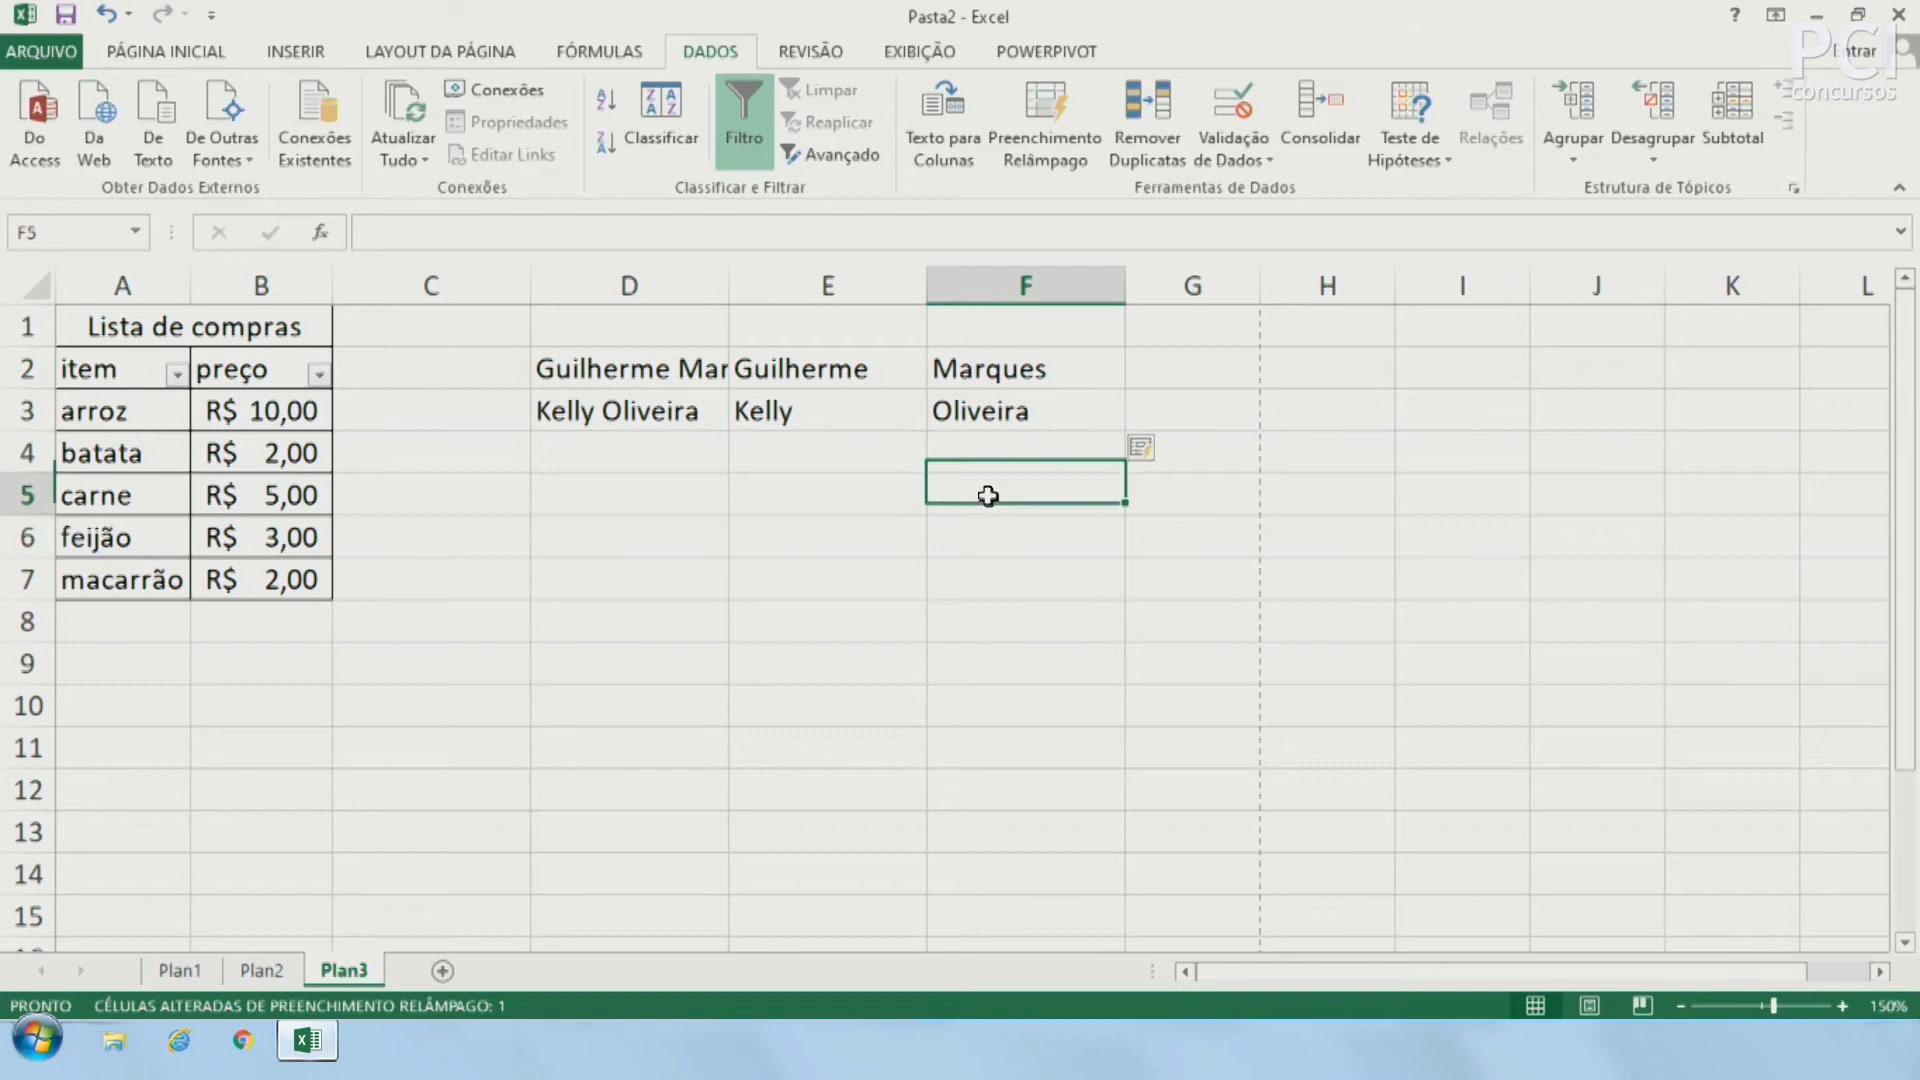 Pasta2 - Excel
?
PCI concursos
Entrar
ARQUIVO PÁGINA INICIAL INSERIR LAYOUT DA PÁGINA FÓRMULAS DADOS REVISÃO EXIBIÇÃO POWERPIVOT
Do Access
Da Web
De Texto
De Outras Fontes
Conexões Existentes
Obter Dados Externos
Atualizar Tudo
Conexões
Propriedades
Editar Links
Conexões
Classificar
Filtro
Limpar
Reaplicar
Avançado
Classificar e Filtrar
Texto para Colunas
Preenchimento Relâmpago
Remover Duplicatas
Validação de Dados
Consolidar
Teste de Hipóteses
Relações
Ferramentas de Dados
Agrupar
Desagrupar
Subtotal
Estrutura de Tópicos
F5
fx
A B C D E F G H I J K L
1 Lista de compras
2 item preço Guilherme Mar Guilherme Marques
3 arroz R$ 10,00 Kelly Oliveira Kelly Oliveira
4 batata R$ 2,00
5 carne R$ 5,00
6 feijão R$ 3,00
7 macarrão R$ 2,00
8
9
10
11
12
13
14
15
Plan1 Plan2 Plan3
PRONTO CÉLULAS ALTERADAS DE PREENCHIMENTO RELÂMPAGO: 1
150%